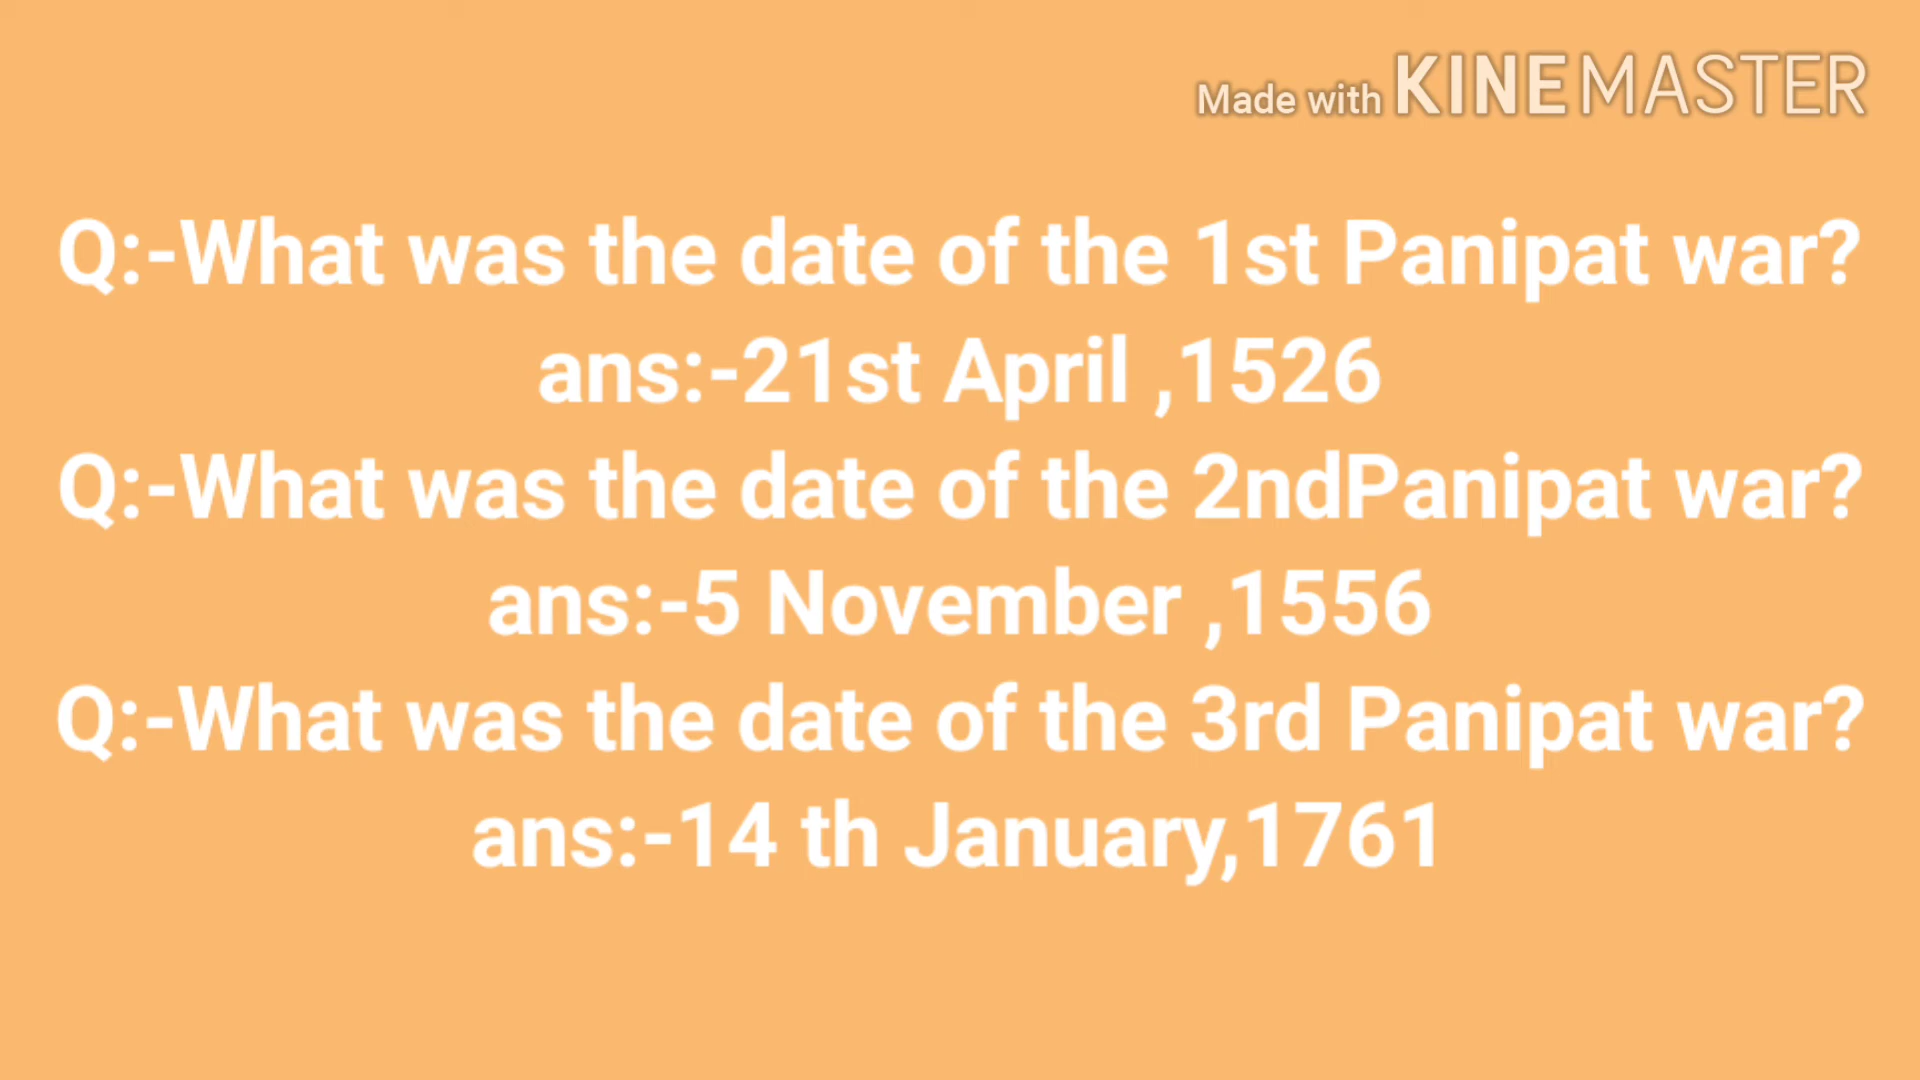 Made with KINEMASTER
Q:-What was the date of the 1st Panipat war?
ans:-21st April ,1526
Q:-What was the date of the 2ndPanipat war?
ans:-5 November ,1556
Q:-What was the date of the 3rd Panipat war?
ans:-14 th January,1761